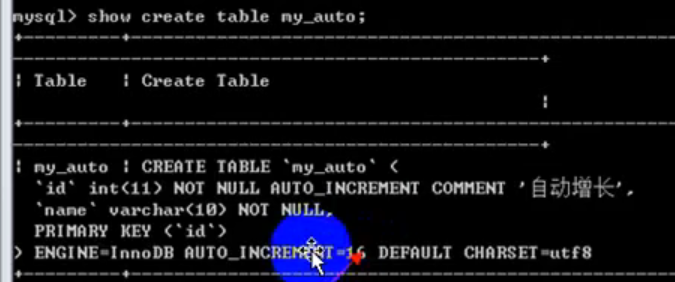 mysql> show create table my_auto;
| Table | Create Table
|
| my_auto | CREATE TABLE `my_auto` (
`id` int(11) NOT NULL AUTO_INCREMENT COMMENT '自动增长',
`name` varchar(10) NOT NULL,
PRIMARY KEY (`id`)
) ENGINE=InnoDB AUTO_INCREMENT=16 DEFAULT CHARSET=utf8